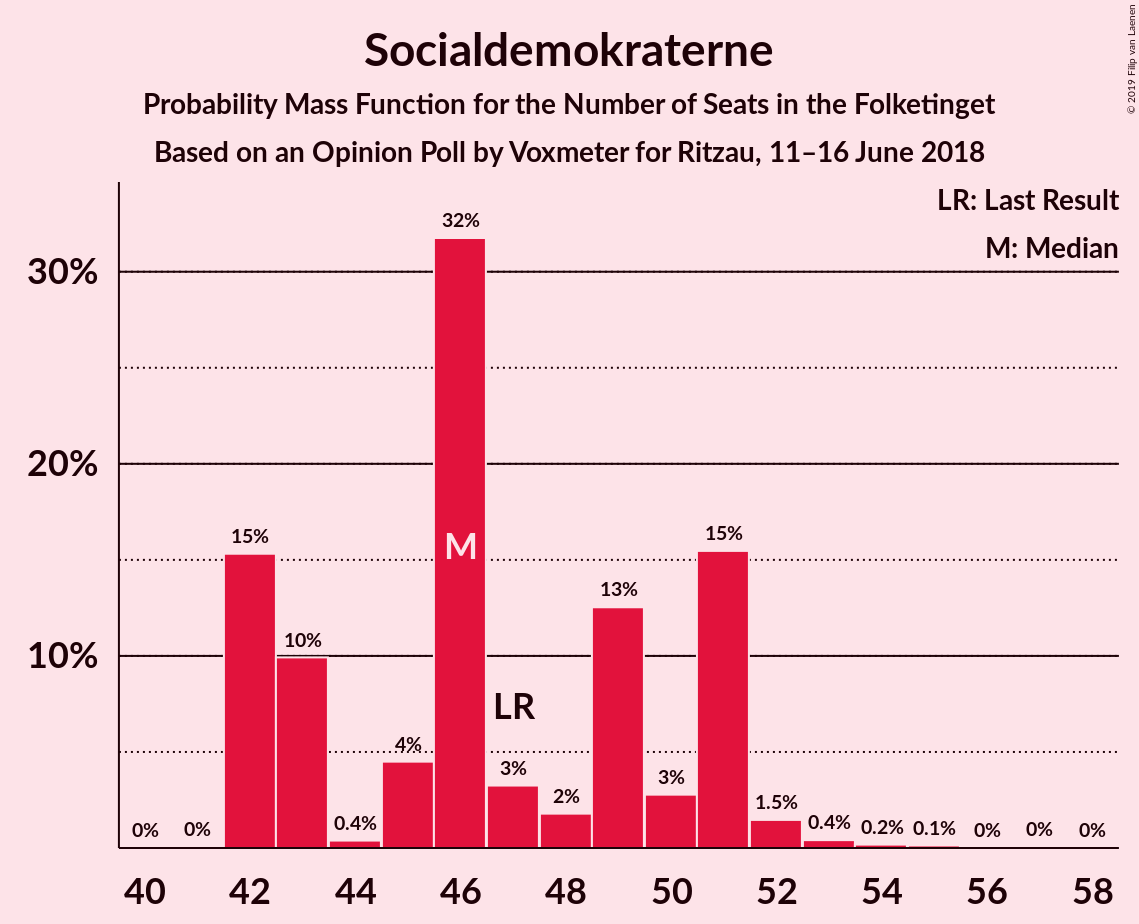 Socialdemokraterne
Probability Mass Function for the Number of Seats in the Folketinget
Based on an Opinion Poll by Voxmeter for Ritzau, 11–16 June 2018
© 2019 Filip van Laenen
LR: Last Result
M: Median
30%
20%
10%
0%
0%
15%
10%
0.4%
4%
32%
M
3%
LR
2%
13%
3%
15%
1.5%
0.4%
0.2%
0.1%
0%
0%
0%
40 42 44 46 48 50 52 54 56 58